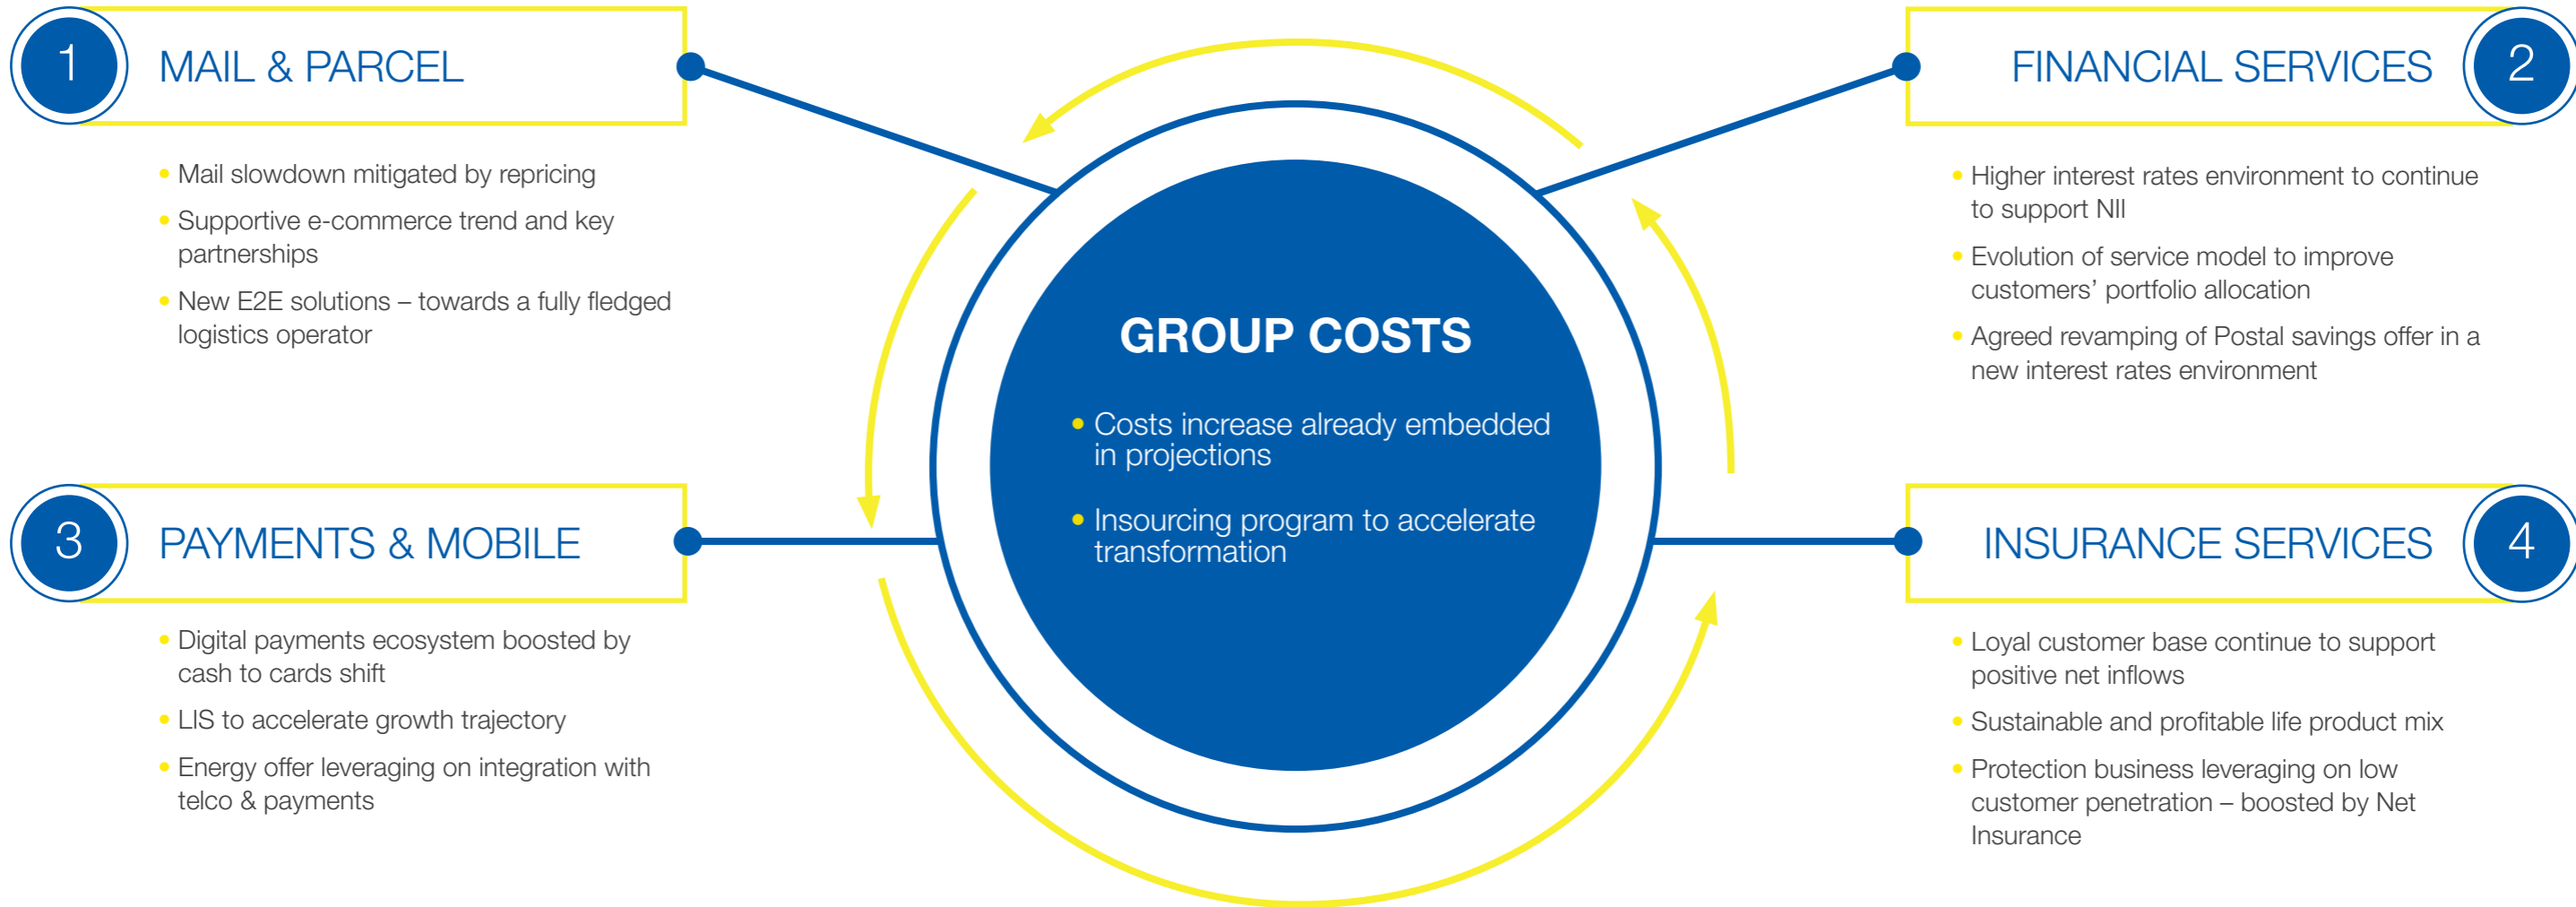 1
MAIL & PARCEL
• Mail slowdown mitigated by repricing
• Supportive e-commerce trend and key
partnerships
• New E2E solutions – towards a fully fledged
logistics operator
FINANCIAL SERVICES
2
• Higher interest rates environment to continue
to support NII
• Evolution of service model to improve
customers’ portfolio allocation
• Agreed revamping of Postal savings offer in a
new interest rates environment
GROUP COSTS
• Costs increase already embedded
in projections
• Insourcing program to accelerate
transformation
3
PAYMENTS & MOBILE
• Digital payments ecosystem boosted by
cash to cards shift
• LIS to accelerate growth trajectory
• Energy offer leveraging on integration with
telco & payments
INSURANCE SERVICES
4
• Loyal customer base continue to support
positive net inflows
• Sustainable and profitable life product mix
• Protection business leveraging on low
customer penetration – boosted by Net
Insurance